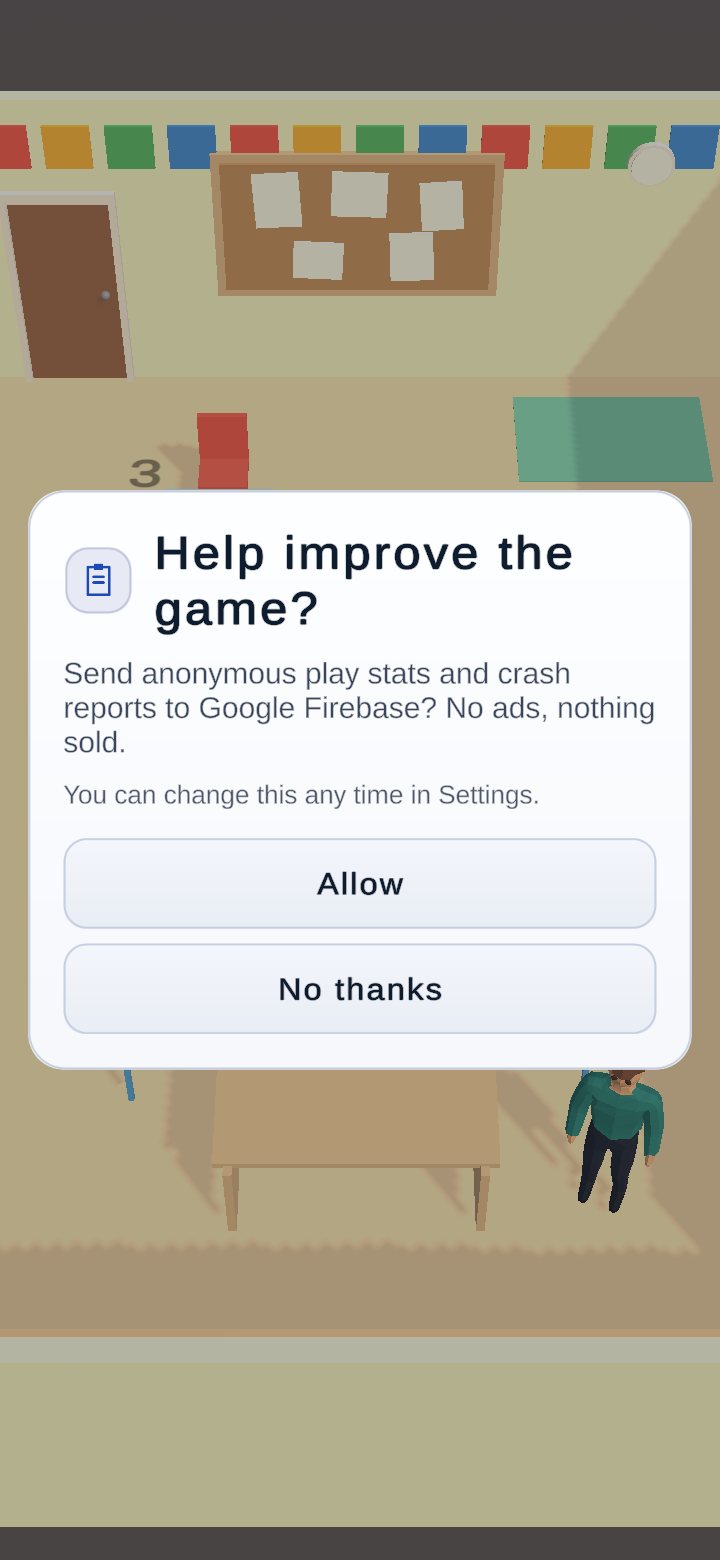 3
Help improve the
game?
Send anonymous play stats and crash
reports to Google Firebase? No ads, nothing
sold.
You can change this any time in Settings.
Allow
No thanks